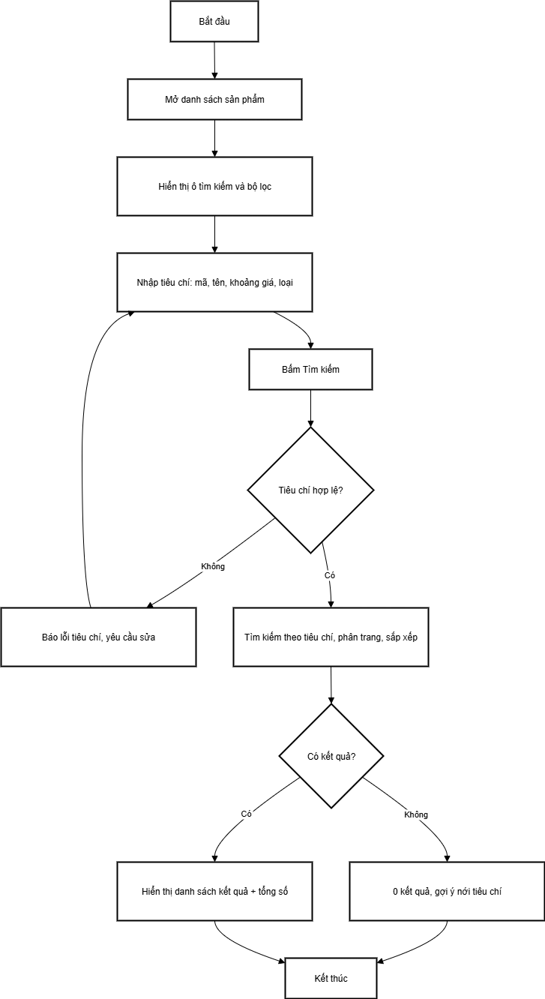 Bắt đầu
Mở danh sách sản phẩm
Hiển thị ô tìm kiếm và bộ lọc
Nhập tiêu chí: mã, tên, khoảng giá, loại
Bấm Tìm kiếm
Tiêu chí hợp lệ?
Không
Có
Báo lỗi tiêu chí, yêu cầu sửa
Tìm kiếm theo tiêu chí, phân trang, sắp xếp
Có kết quả?
Có
Không
Hiển thị danh sách kết quả + tổng số
0 kết quả, gợi ý nới tiêu chí
Kết thúc